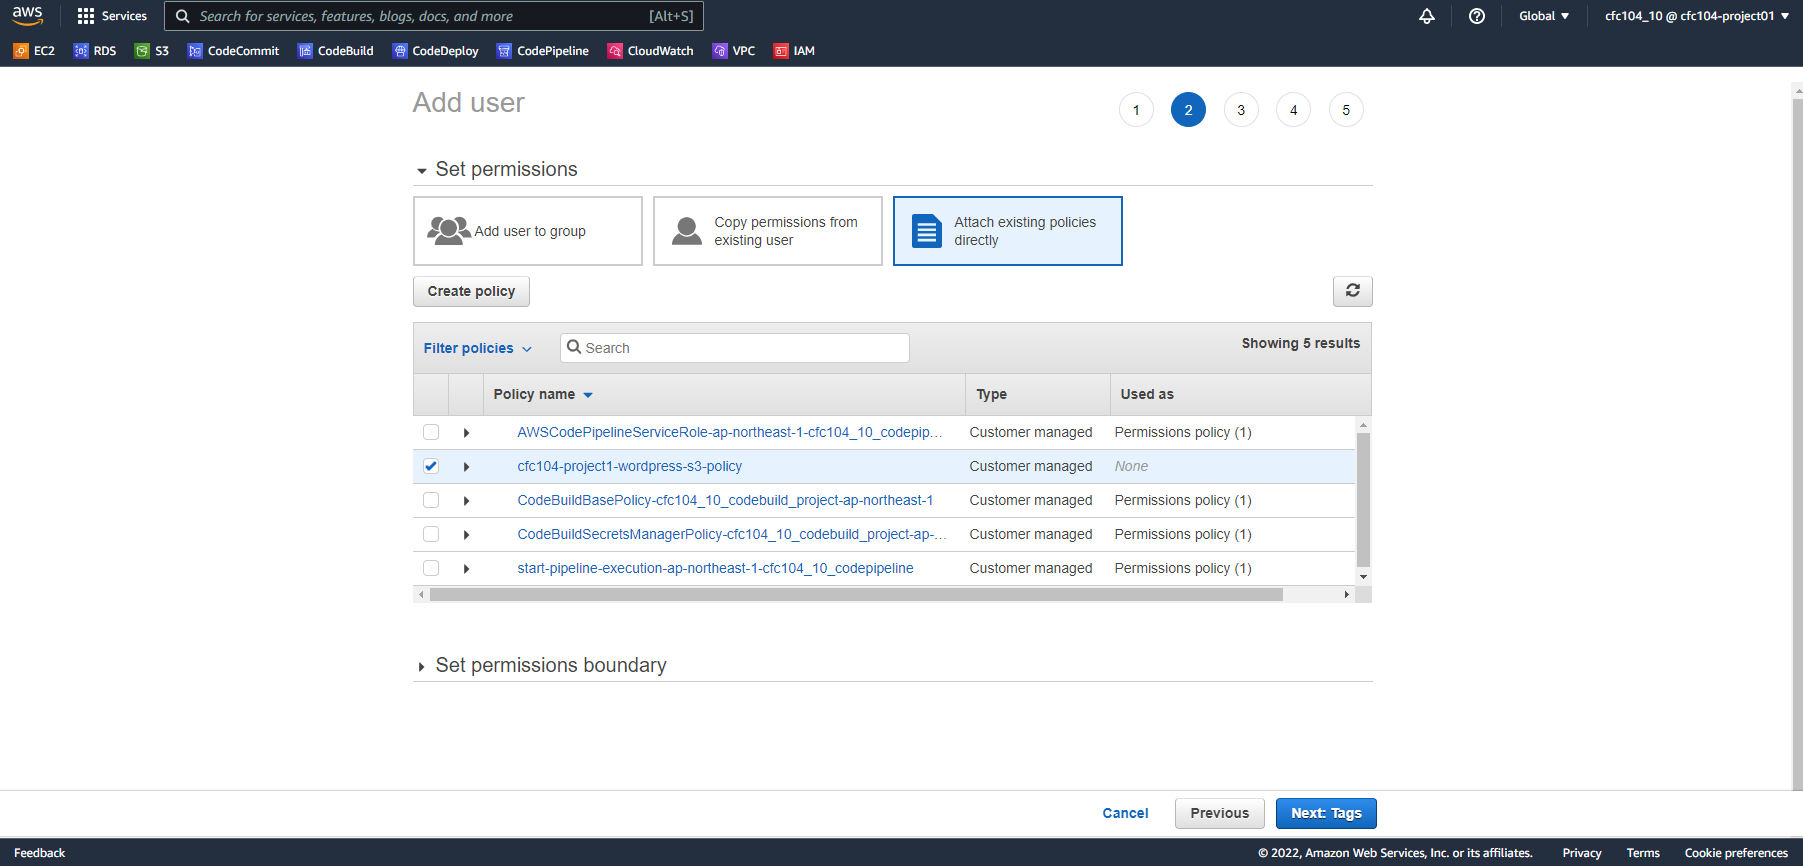 aws Services Search for services, features, blogs, docs, and more [Alt+S] Global cfc104_10 @ cfc104-project01
EC2 RDS S3 CodeCommit CodeBuild CodeDeploy CodePipeline CloudWatch VPC IAM
Add user 1 2 3 4 5
Set permissions
Add user to group
Copy permissions from
existing user
Attach existing policies
directly
Create policy
Filter policies Search Showing 5 results
Policy name Type Used as
AWSCodePipelineServiceRole-ap-northeast-1-cfc104_10_codepip... Customer managed Permissions policy (1)
cfc104-project1-wordpress-s3-policy Customer managed None
CodeBuildBasePolicy-cfc104_10_codebuild_project-ap-northeast-1 Customer managed Permissions policy (1)
CodeBuildSecretsManagerPolicy-cfc104_10_codebuild_project-ap-... Customer managed Permissions policy (1)
start-pipeline-execution-ap-northeast-1-cfc104_10_codepipeline Customer managed Permissions policy (1)
Set permissions boundary
Cancel Previous Next: Tags
Feedback © 2022, Amazon Web Services, Inc. or its affiliates. Privacy Terms Cookie preferences